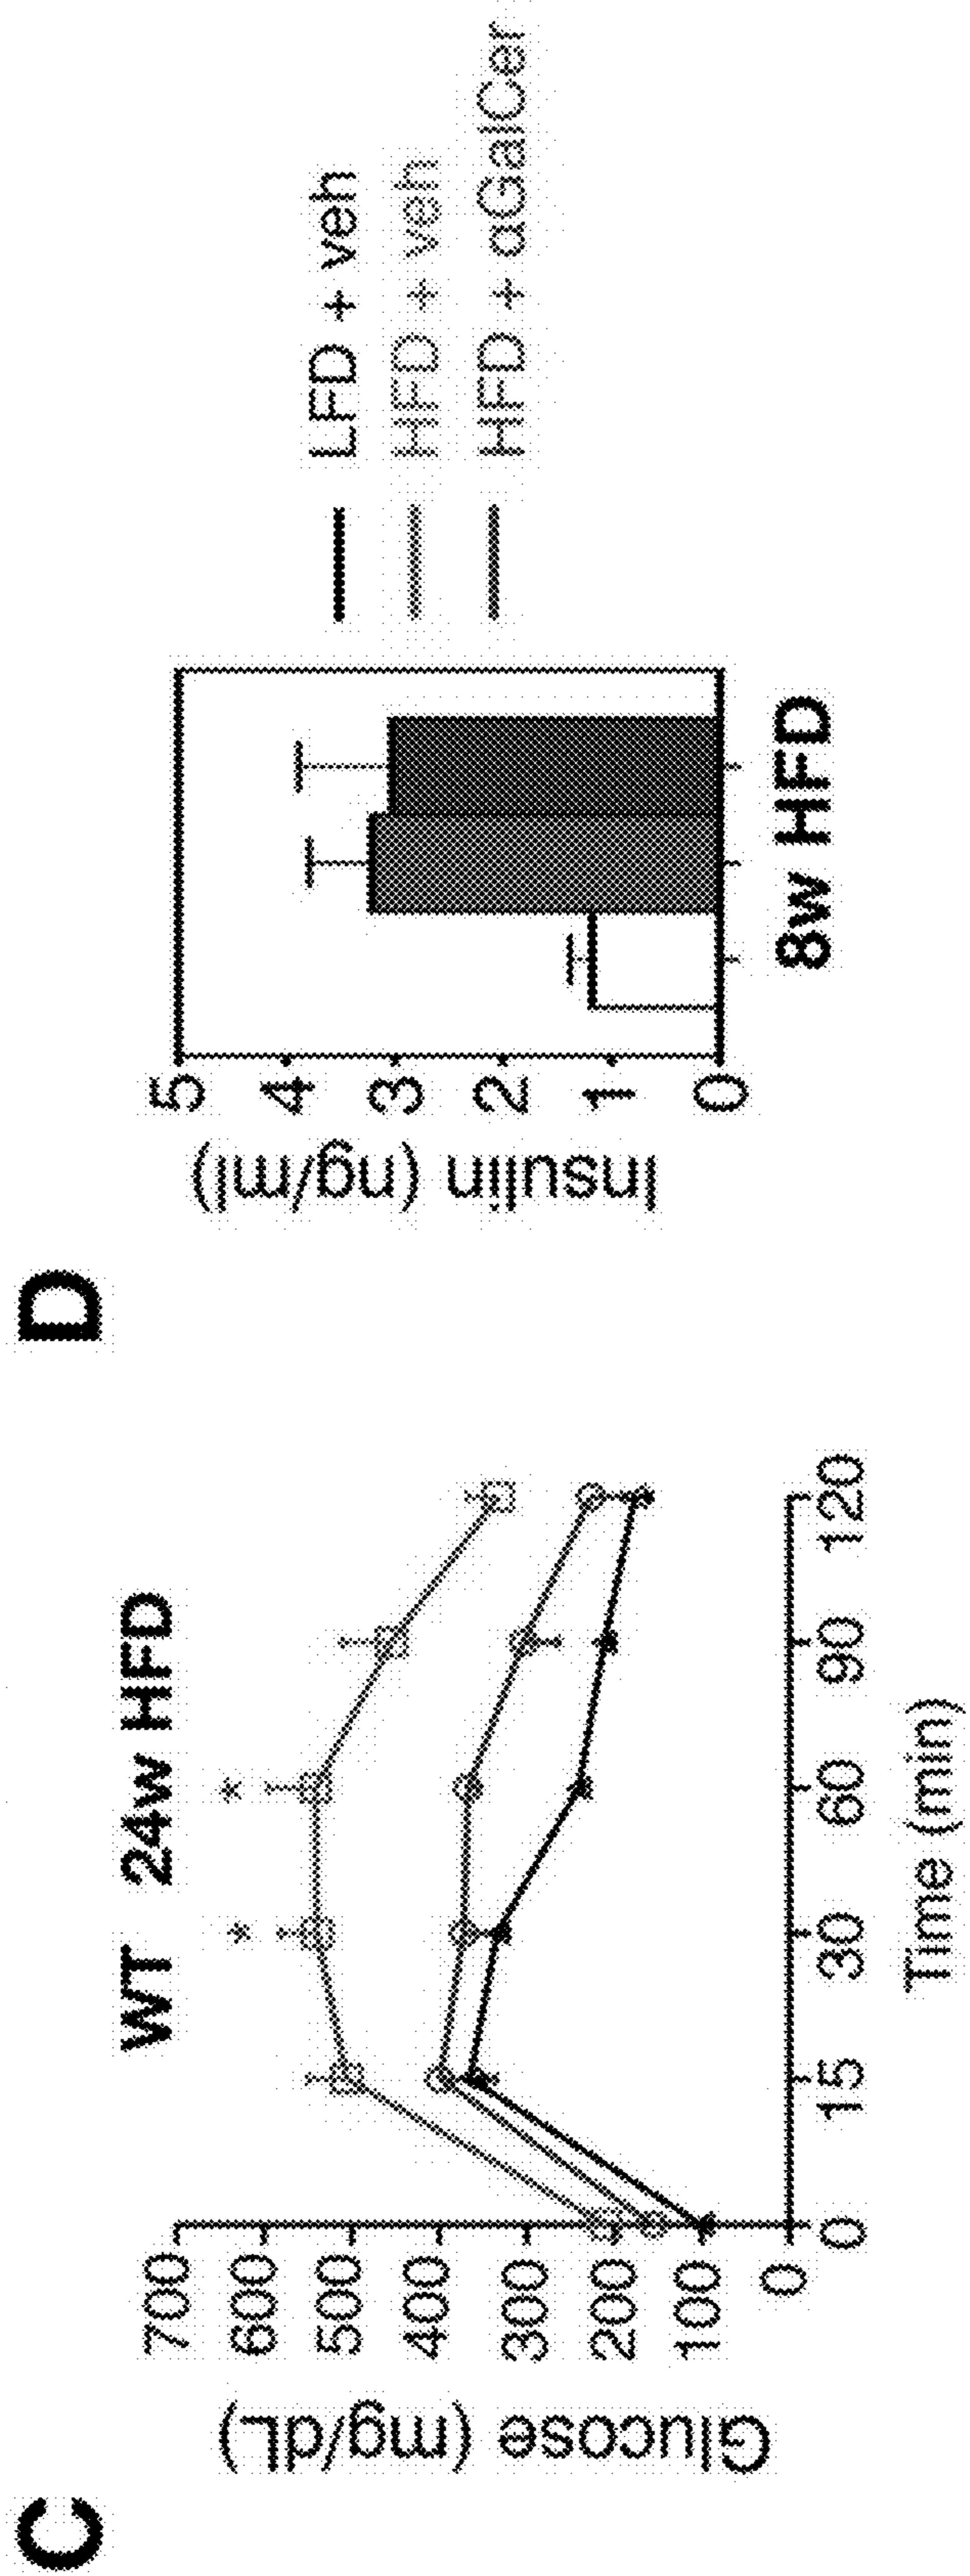 C
WT 24w HFD
Glucose (mg/dL)
700
600
500
400
300
200
100
0
*
*
0 15 30 60 90 120
Time (min)
D
Insulin (ng/ml)
5
4
3
2
1
0
8w HFD
LFD + veh
HFD + veh
HFD + αGalCer